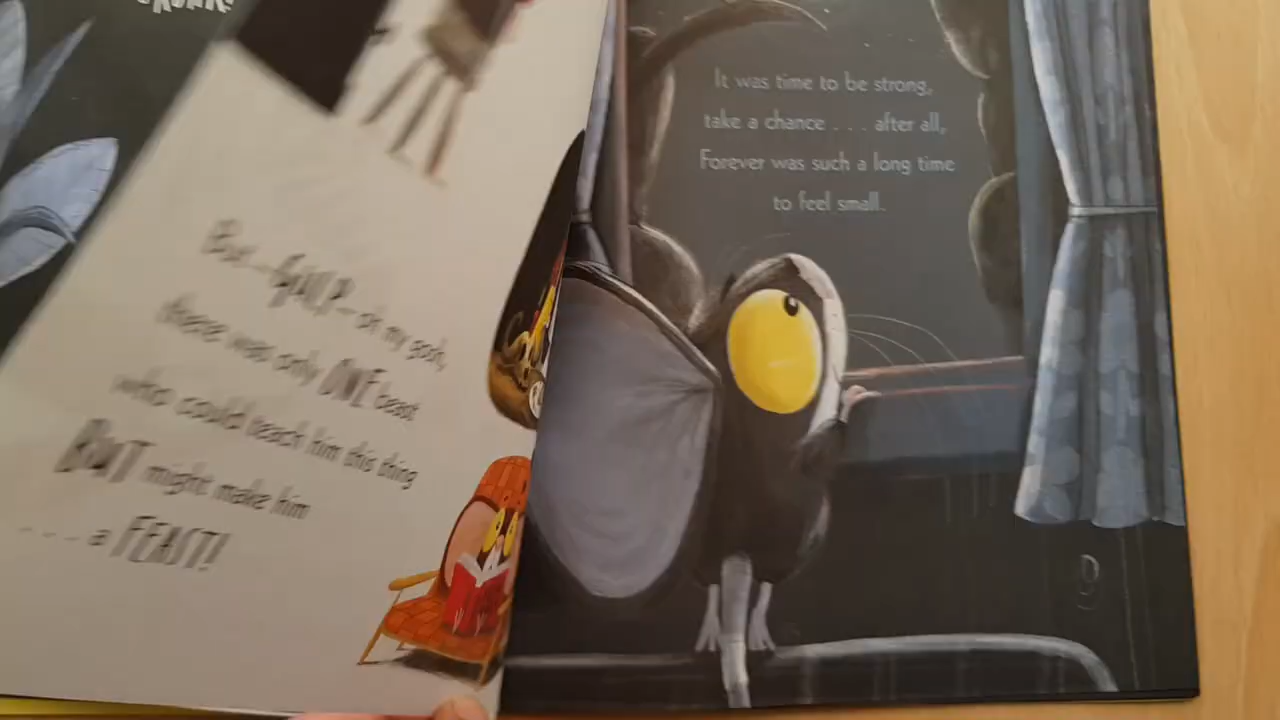 But—GULP—oh my gosh,
there was only ONE beast
who could teach him this thing
BUT might make him
. . . a FEAST!
It was time to be strong,
take a chance . . . after all,
Forever was such a long time
to feel small.